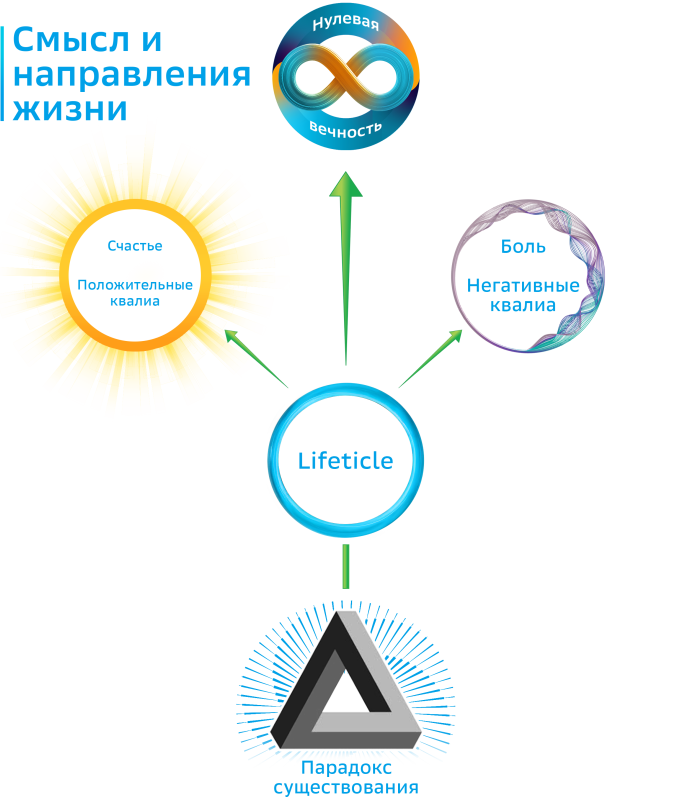 Смысл и
направления
жизни
Нулевая
вечность
Счастье
Положительные
квалиа
Боль
Негативные
квалиа
Lifeticle
Парадокс
существования